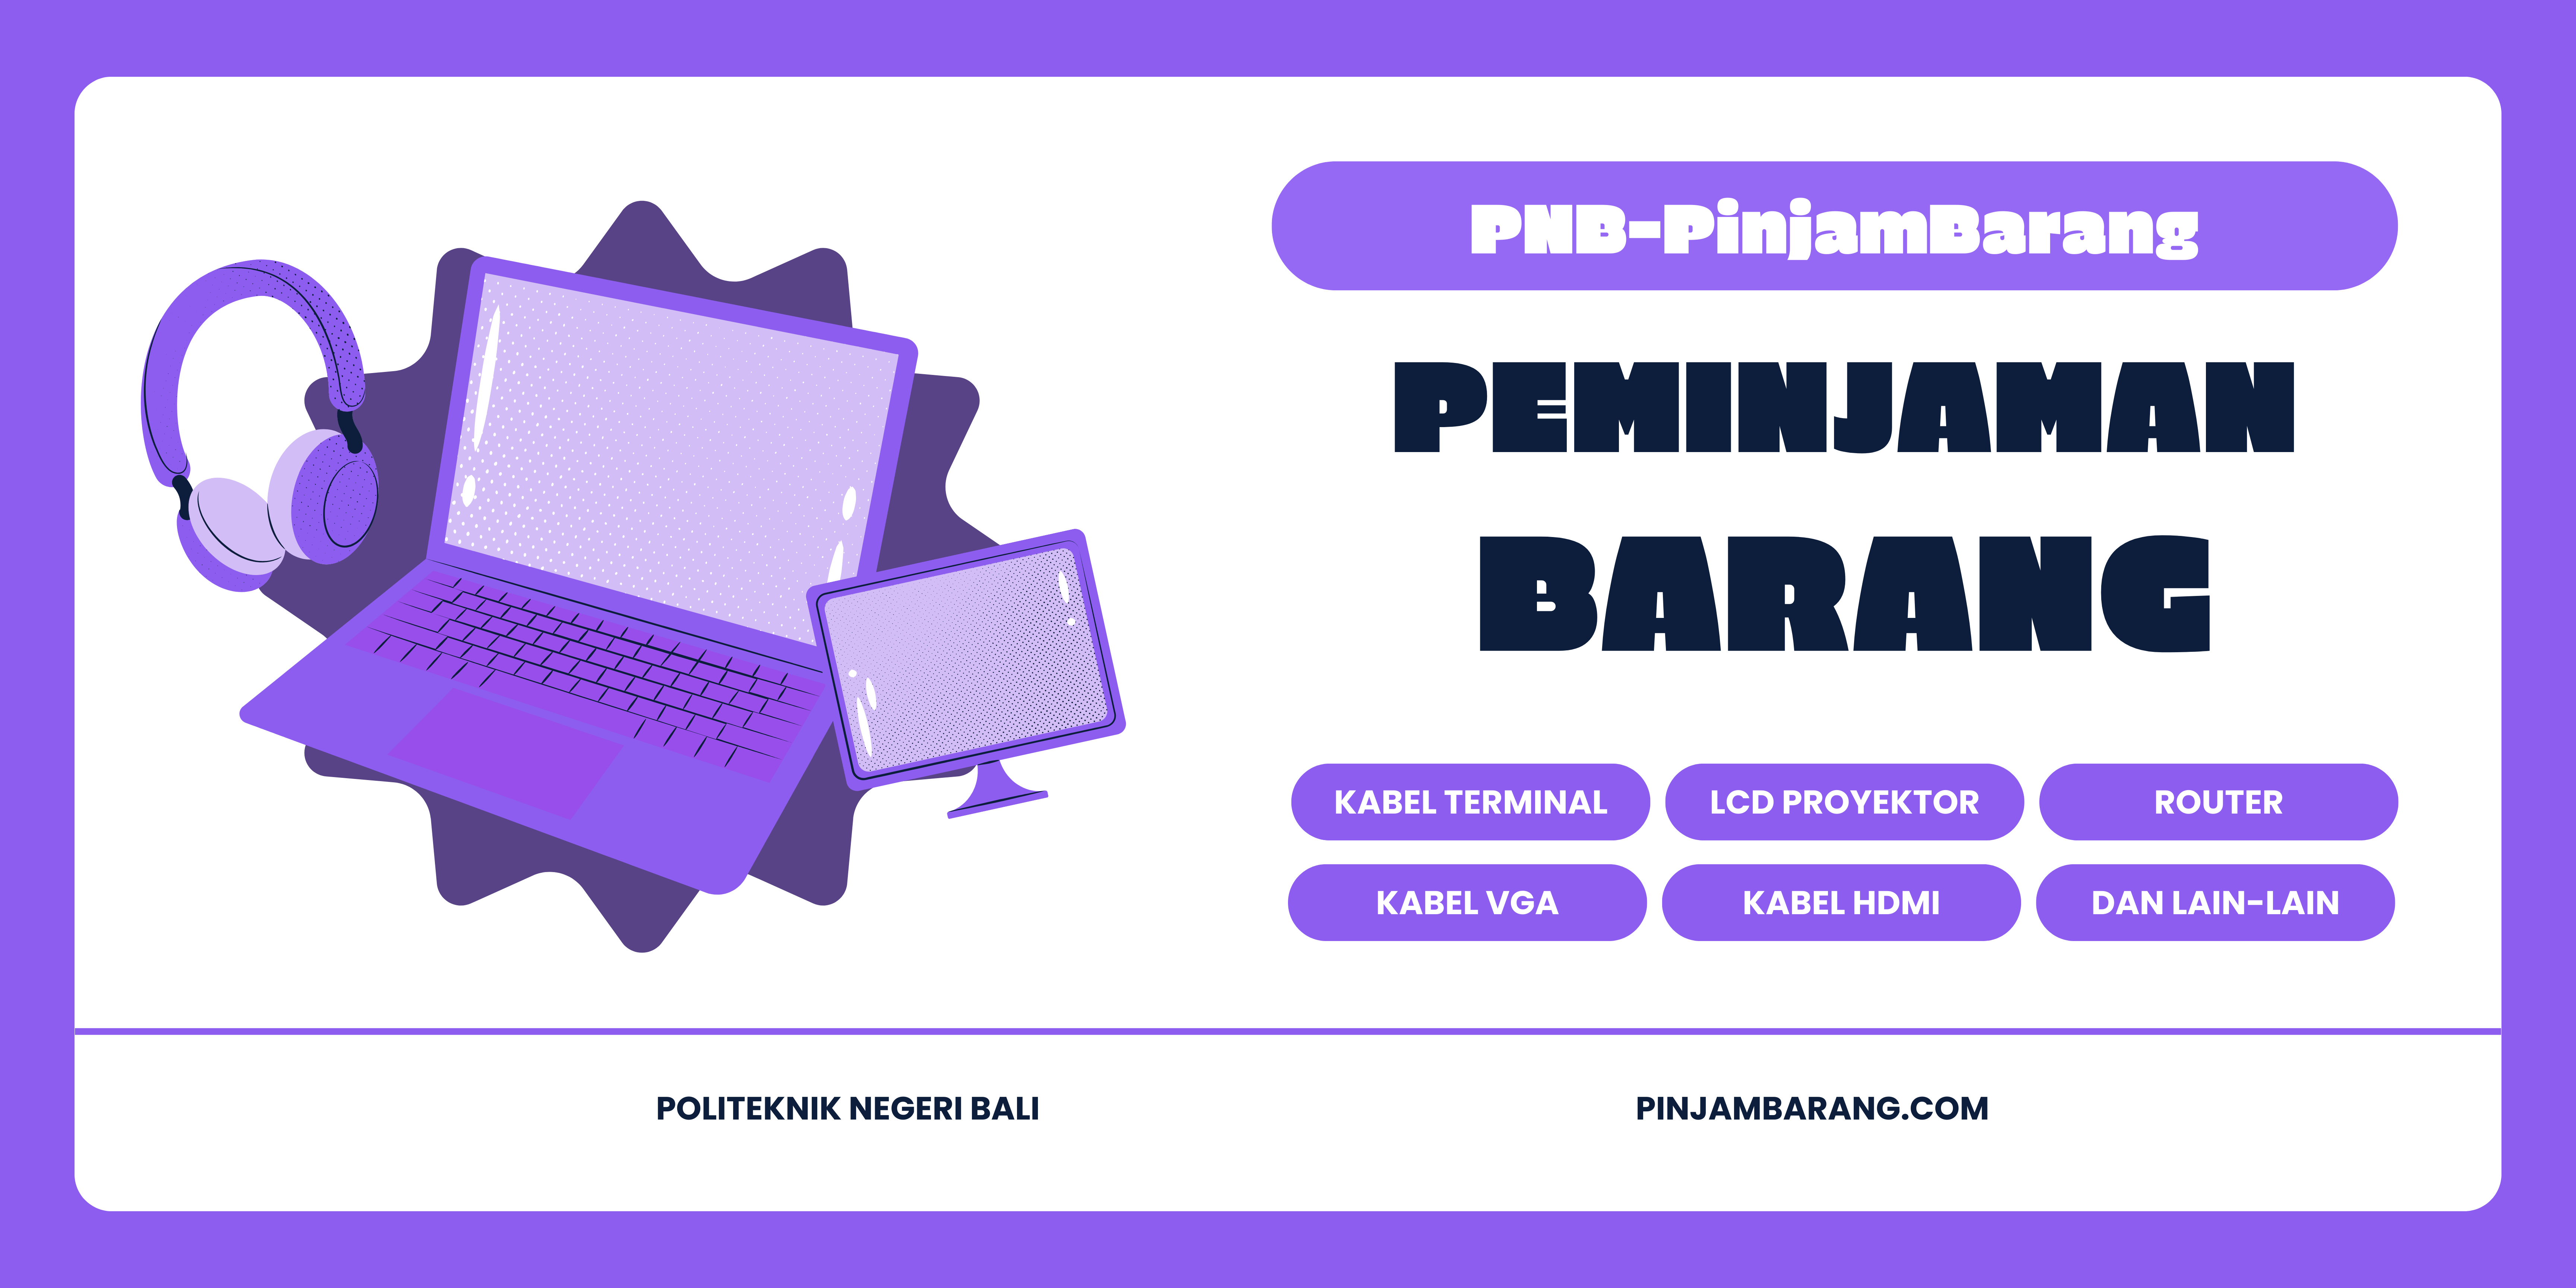 PNB-PinjamBarang
PEMINJAMAN
BARANG
KABEL TERMINAL
LCD PROYEKTOR
ROUTER
KABEL VGA
KABEL HDMI
DAN LAIN-LAIN
POLITEKNIK NEGERI BALI
PINJAMBARANG.COM